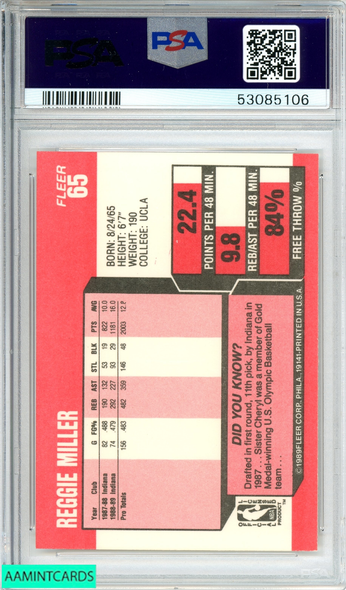 PSA
PSA
53085106
FLEER
65
REGGIE MILLER
BORN: 8/24/65
HEIGHT: 6'7"
WEIGHT: 190
COLLEGE: UCLA
Year Club G FG% REB AST STL BLK PTS AVG
1987-88 Indiana 82 488 190 132 53 19 822 10.0
1988-89 Indiana 74 479 292 227 93 29 1181 16.0
Pro Totals 156 483 482 359 146 48 2003 12.8
22.4
POINTS PER 48 MIN.
9.8
REB/AST PER 48 MIN.
84%
FREE THROW %
DID YOU KNOW?
Drafted in first round, 11th pick, by Indiana in
1987... Sister Cheryl was a member of Gold
Medal-winning U.S. Olympic Basketball
team...
OFFICIAL LICENSED
NBA
PRODUCT™
©1989 FLEER CORP. PHILA., 19141-PRINTED IN U.S.A.
AAMINTCARDS